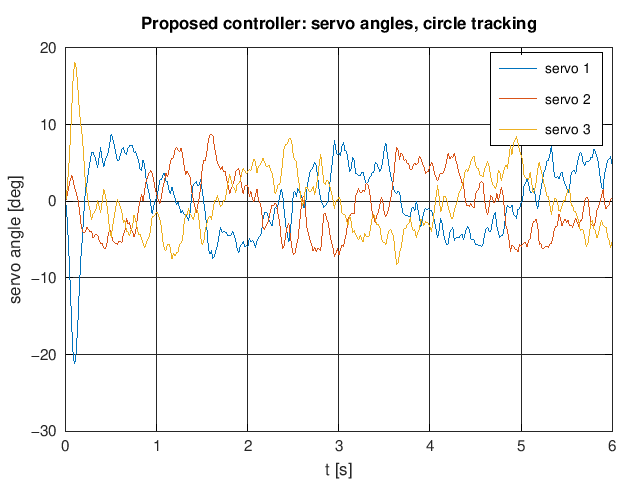 Proposed controller: servo angles, circle tracking
20
10
0
−10
−20
−30
servo angle [deg]
servo 1
servo 2
servo 3
0 1 2 3 4 5 6
t [s]